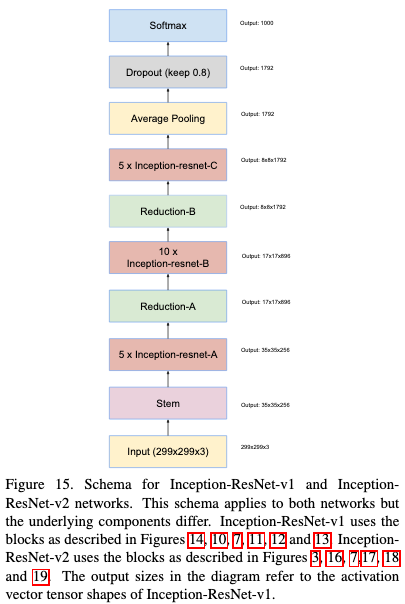 Softmax
Output: 1000
Dropout (keep 0.8)
Output: 1792
Average Pooling
Output: 1792
5 x Inception-resnet-C
Output: 8x8x1792
Reduction-B
Output: 8x8x1792
10 x
Inception-resnet-B
Output: 17x17x896
Reduction-A
Output: 17x17x896
5 x Inception-resnet-A
Output: 35x35x256
Stem
Output: 35x35x256
Input (299x299x3)
299x299x3
Figure 15. Schema for Inception-ResNet-v1 and Inception-
ResNet-v2 networks. This schema applies to both networks but
the underlying components differ. Inception-ResNet-v1 uses the
blocks as described in Figures 14, 10, 7, 11, 12 and 13. Inception-
ResNet-v2 uses the blocks as described in Figures 3, 16, 7,17, 18
and 19. The output sizes in the diagram refer to the activation
vector tensor shapes of Inception-ResNet-v1.